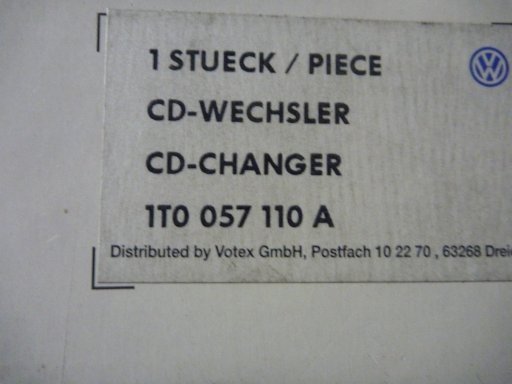 1 STUECK / PIECE
CD-WECHSLER
CD-CHANGER
1T0 057 110 A
Distributed by Votex GmbH, Postfach 10 22 70 , 63268 Dreie